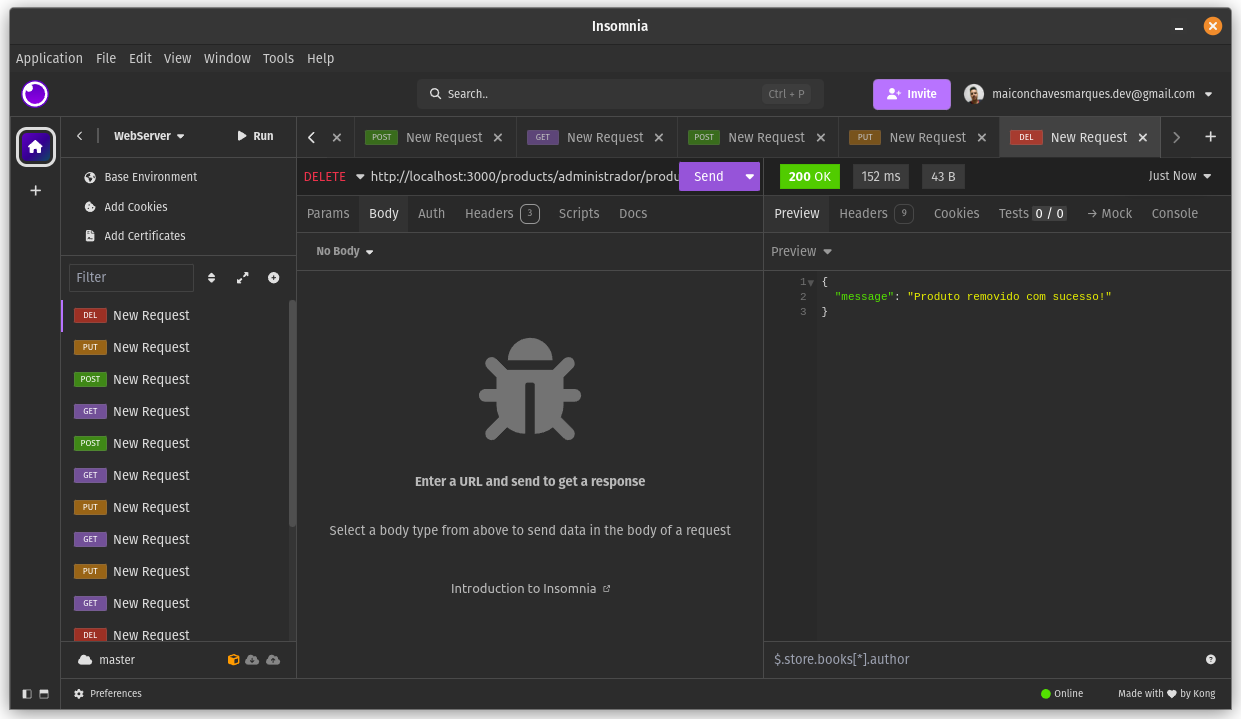 Insomnia
Application File Edit View Window Tools Help
Search.. Ctrl + P
Invite
maiconchavesmarques.dev@gmail.com
WebServer Run
POST New Request GET New Request POST New Request PUT New Request DEL New Request
Base Environment
Add Cookies
Add Certificates
Filter
DEL New Request
PUT New Request
POST New Request
GET New Request
POST New Request
GET New Request
PUT New Request
GET New Request
PUT New Request
GET New Request
DEL New Request
master
DELETE http://localhost:3000/products/administrador/produ Send
Params Body Auth Headers 3 Scripts Docs
No Body
Enter a URL and send to get a response
Select a body type from above to send data in the body of a request
Introduction to Insomnia
200 OK 152 ms 43 B Just Now
Preview Headers 9 Cookies Tests 0 / 0 → Mock Console
Preview
1 {
2 "message": "Produto removido com sucesso!"
3 }
$.store.books[*].author
Preferences
Online
Made with ♥ by Kong